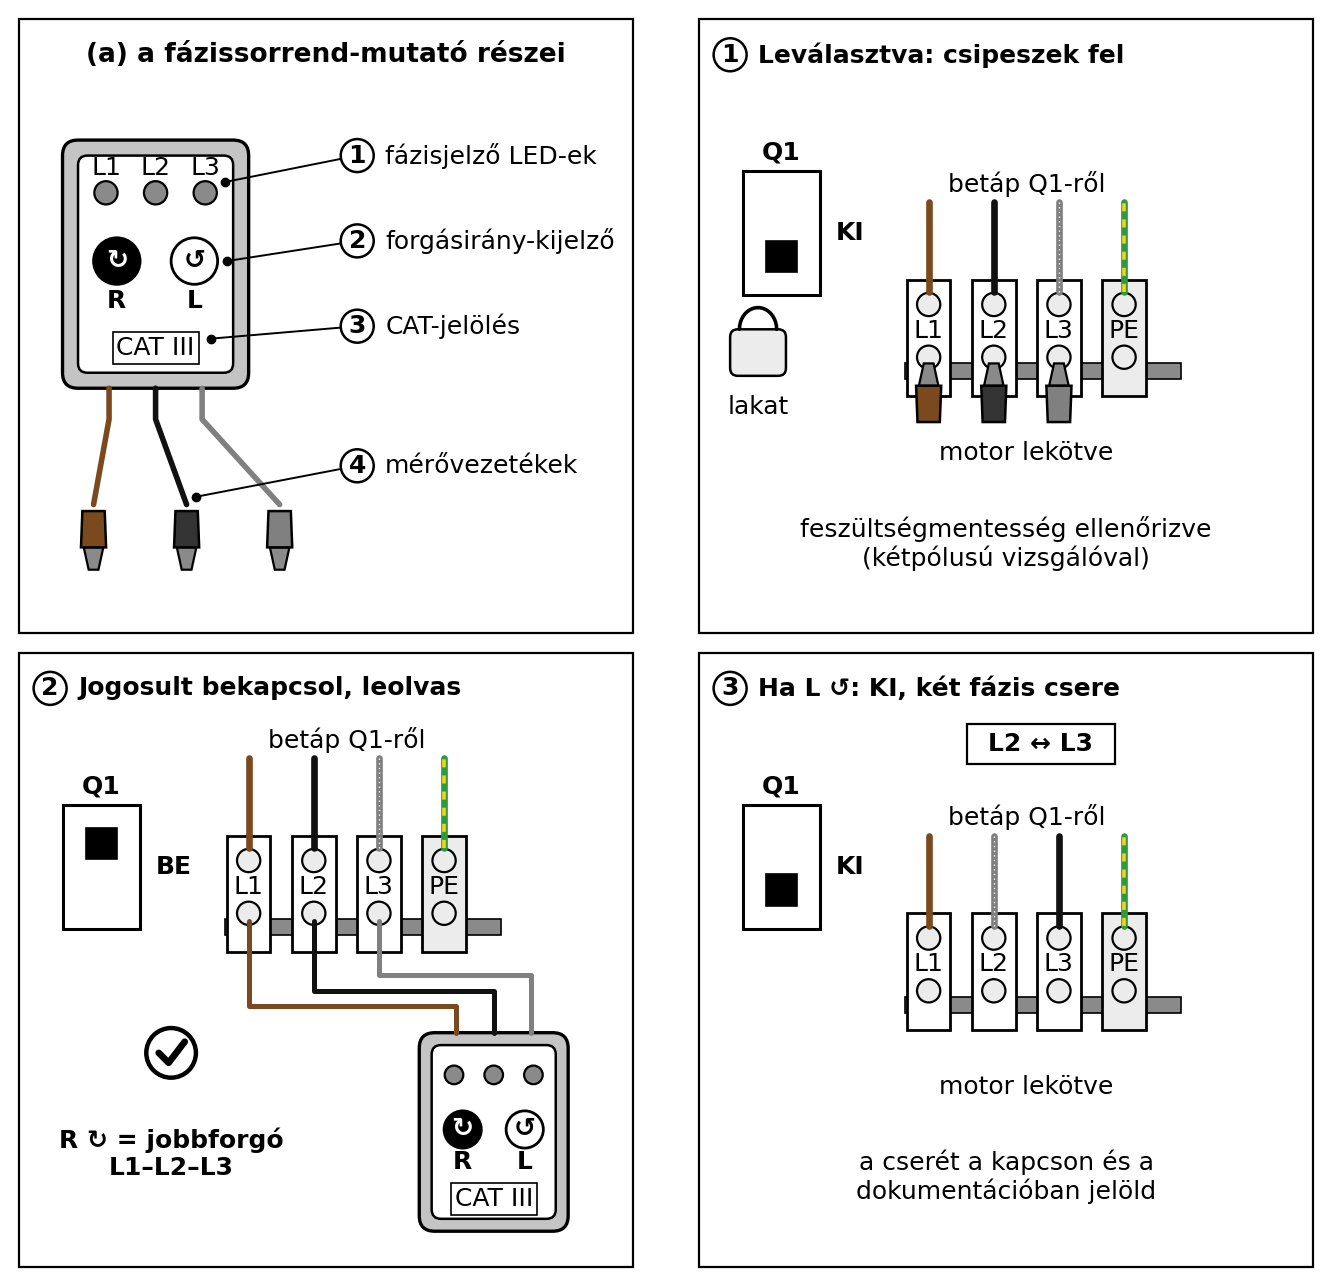 (a) a fázissorrend-mutató részei
L1 L2 L3
1 fázisjelző LED-ek
2 forgásirány-kijelző
↻ ↺
R L
3 CAT-jelölés
CAT III
4 mérővezetékek
1 Leválasztva: csipeszek fel
Q1
betáp Q1-ről
KI
L1 L2 L3 PE
lakat
motor lekötve
feszültségmentesség ellenőrizve
(kétpólusú vizsgálóval)
2 Jogosult bekapcsol, leolvas
betáp Q1-ről
Q1
BE
L1 L2 L3 PE
↻ ↺
R L
CAT III
R ↻ = jobbforgó
L1–L2–L3
3 Ha L ↺: KI, két fázis csere
L2 ↔ L3
Q1
betáp Q1-ről
KI
L1 L2 L3 PE
motor lekötve
a cserét a kapcson és a
dokumentációban jelöld